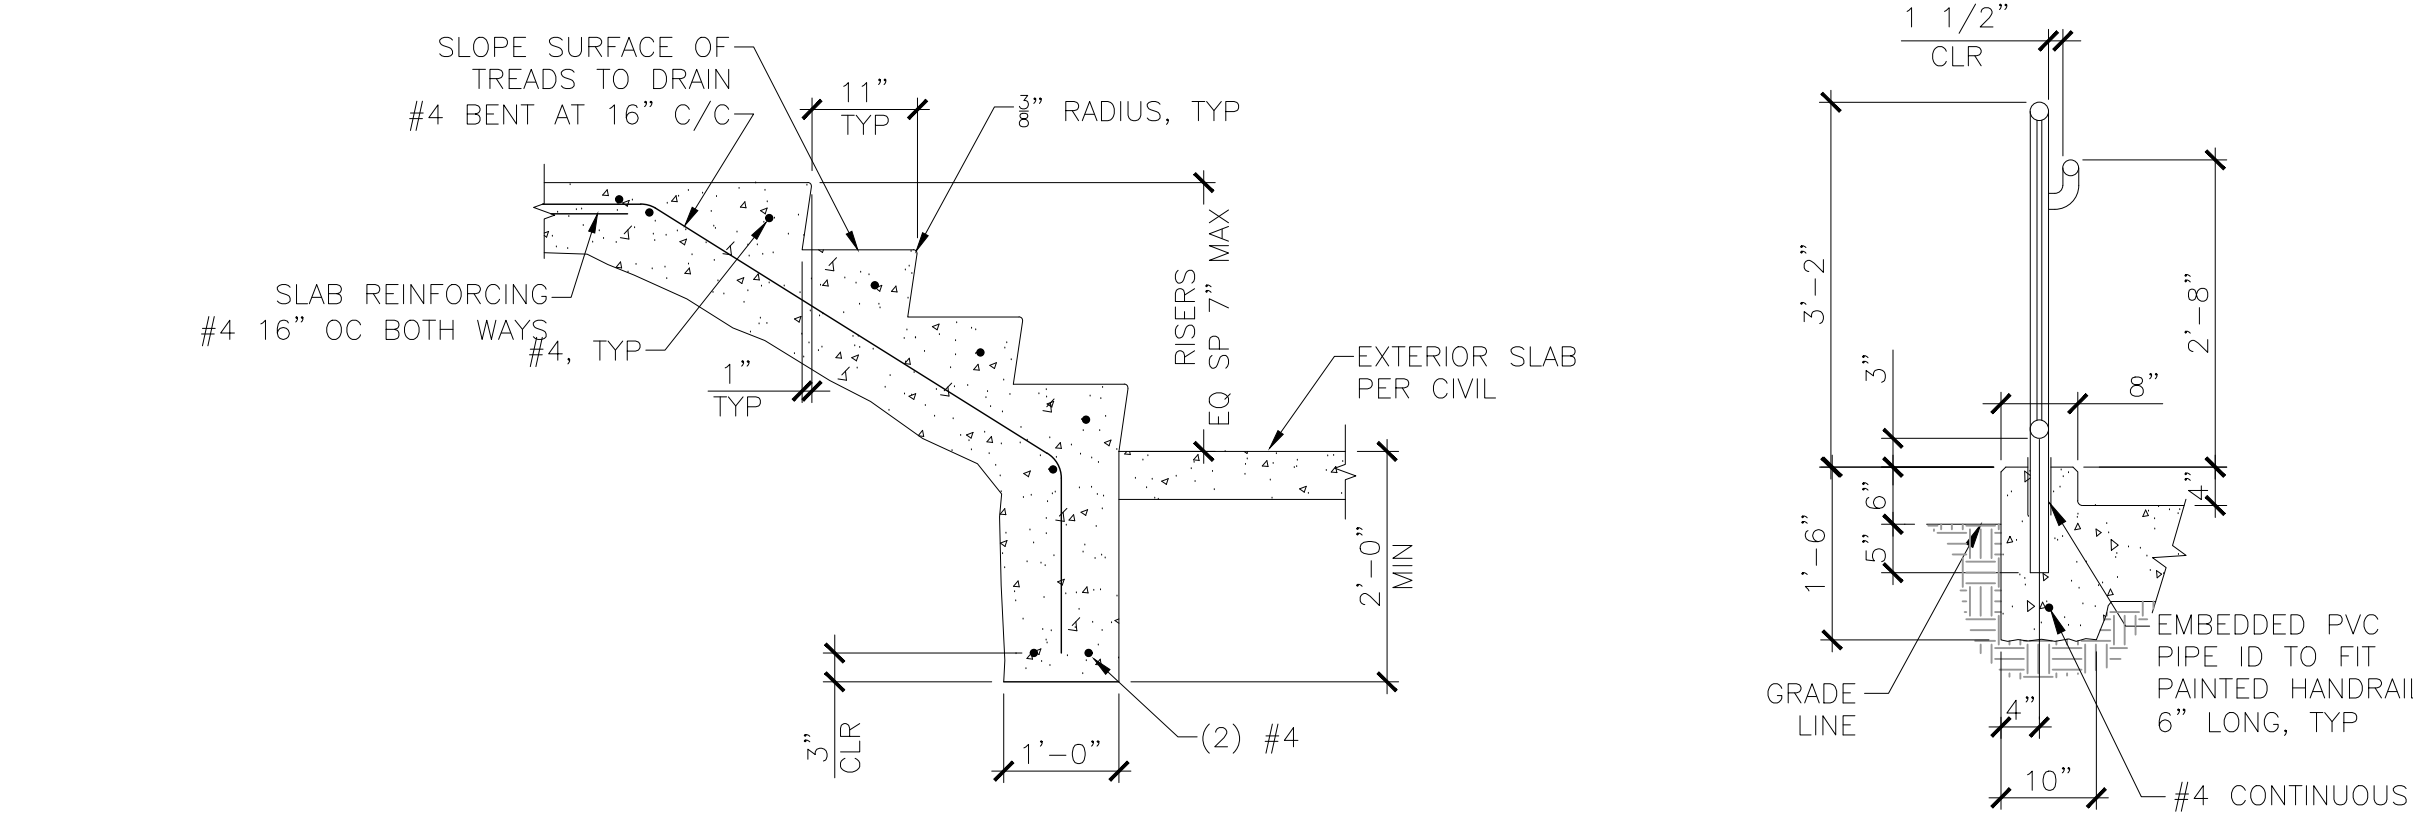 SLOPE SURFACE OF
TREADS TO DRAIN
#4 BENT AT 16" C/C
11"
TYP
3/8" RADIUS, TYP
SLAB REINFORCING
#4 16" OC BOTH WAYS
#4, TYP
1"
TYP
RISERS
EQ SP 7" MAX
EXTERIOR SLAB
PER CIVIL
2'-0"
MIN
3"
CLR
1'-0"
(2) #4
1 1/2"
CLR
3'-2"
2'-8"
3"
8"
6"
4"
5"
1'-6"
GRADE
LINE
EMBEDDED PVC
PIPE ID TO FIT
PAINTED HANDRAIL
6" LONG, TYP
4"
10"
#4 CONTINUOUS